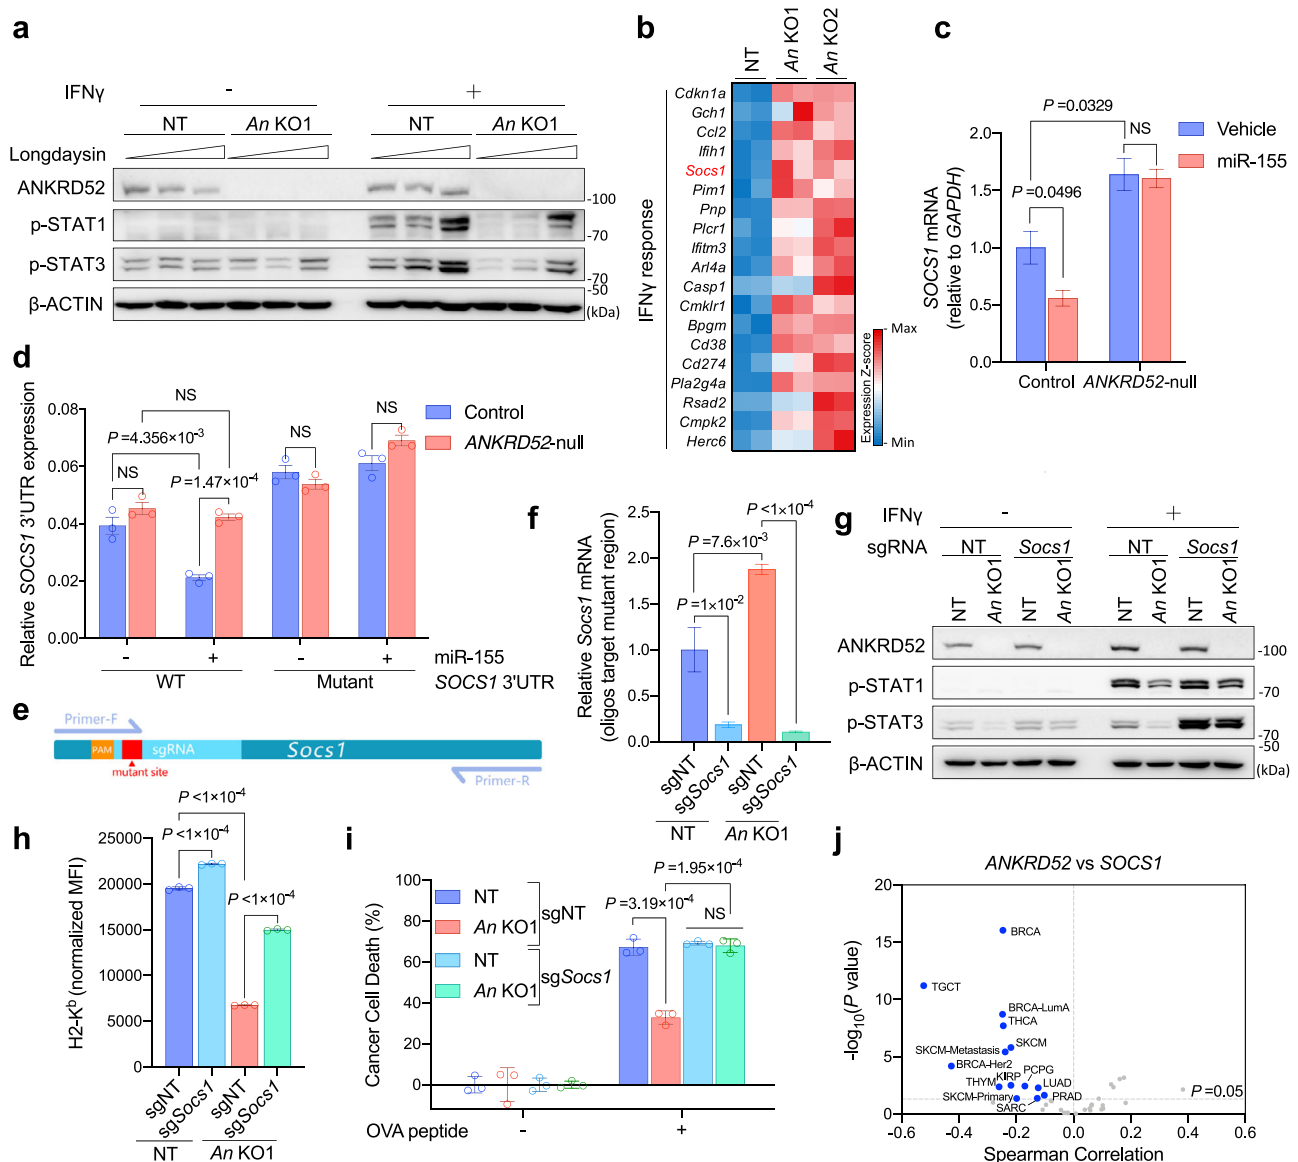 a
IFNγ
-
+
NT
An KO1
NT
An KO1
Longdaysin
ANKRD52
-100
p-STAT1
-70
p-STAT3
-70
-50
β-ACTIN
(kDa)
b
NT
An KO1
An KO2
IFNγ response
Cdkn1a
Gch1
Ccl2
Ifih1
Socs1
Pim1
Pnp
Plcr1
Ifitm3
Arl4a
Casp1
Cmklr1
Bpgm
Cd38
Cd274
Pla2g4a
Rsad2
Cmpk2
Herc6
Max
Expression Z-score
Min
c
SOCS1 mRNA
(relative to GAPDH)
2.0
1.5
1.0
0.5
0.0
P =0.0329
NS
P =0.0496
Vehicle
miR-155
Control
ANKRD52-null
d
Relative SOCS1 3'UTR expression
0.08
0.06
0.04
0.02
0.00
NS
P =4.356×10-3
NS
P =1.47×10-4
NS
NS
Control
ANKRD52-null
-
+
-
+
miR-155
WT
Mutant
SOCS1 3'UTR
e
Primer-F
PAM
sgRNA
Socs1
mutant site
Primer-R
f
Relative Socs1 mRNA
(oligos target mutant region)
2.5
2.0
1.5
1.0
0.5
0.0
P <1×10-4
P =7.6×10-3
P =1×10-2
sgNT
sgSocs1
sgNT
sgSocs1
NT
An KO1
g
IFNγ
-
+
sgRNA
NT
Socs1
NT
Socs1
NT
An KO1
NT
An KO1
NT
An KO1
NT
An KO1
ANKRD52
-100
p-STAT1
-70
p-STAT3
-70
-50
β-ACTIN
(kDa)
h
H2-Kb (normalized MFI)
25000
20000
15000
10000
5000
0
P <1×10-4
P <1×10-4
P <1×10-4
sgNT
sgSocs1
sgNT
sgSocs1
NT
An KO1
i
Cancer Cell Death (%)
100
80
60
40
20
0
NT
An KO1
sgNT
NT
An KO1
sgSocs1
P =1.95×10-4
P =3.19×10-4
NS
OVA peptide
-
+
j
ANKRD52 vs SOCS1
-log10(P value)
20
15
10
5
0
BRCA
TGCT
BRCA-LumA
THCA
SKCM
SKCM-Metastasis
BRCA-Her2
KIRP
PCPG
THYM
LUAD
SKCM-Primary
PRAD
SARC
P =0.05
-0.6
-0.4
-0.2
0.0
0.2
0.4
0.6
Spearman Correlation